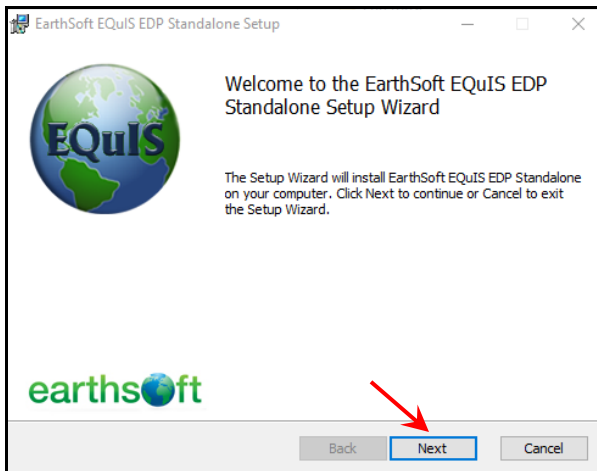 EarthSoft EQuIS EDP Standalone Setup
EQuIS
Welcome to the EarthSoft EQuIS EDP
Standalone Setup Wizard
The Setup Wizard will install EarthSoft EQuIS EDP Standalone
on your computer. Click Next to continue or Cancel to exit
the Setup Wizard.
earthsoft
Back Next Cancel